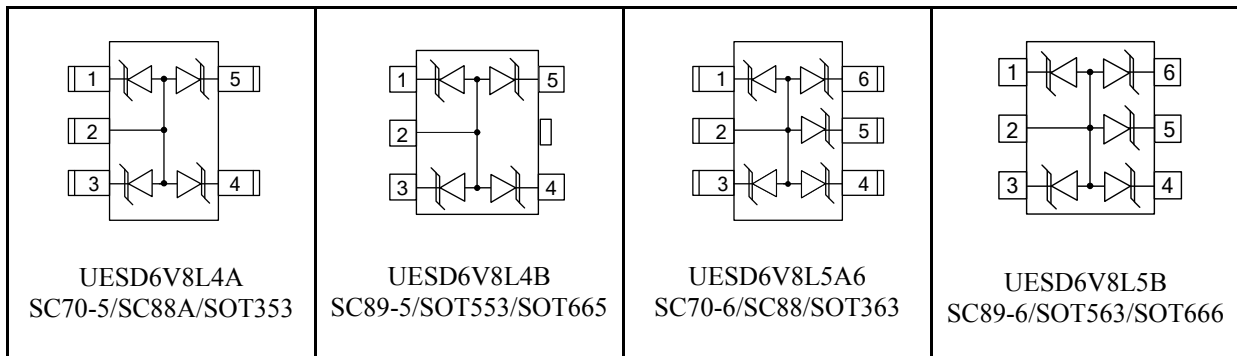 1 5
2
3 4
UESD6V8L4A
SC70-5/SC88A/SOT353
1 5
2
3 4
UESD6V8L4B
SC89-5/SOT553/SOT665
1 6
2 5
3 4
UESD6V8L5A6
SC70-6/SC88/SOT363
1 6
2 5
3 4
UESD6V8L5B
SC89-6/SOT563/SOT666